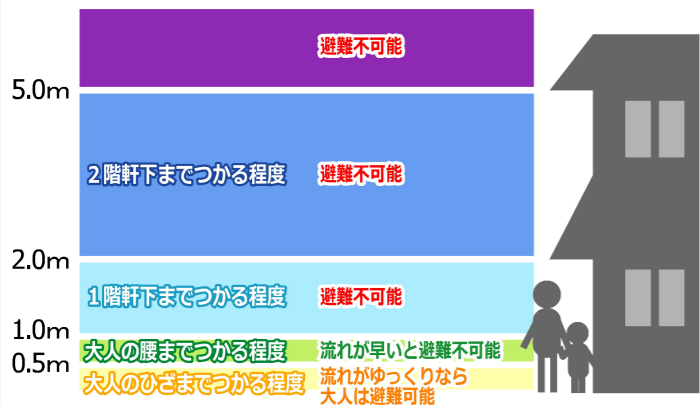 避難不可能
5.0m
2階軒下までつかる程度 避難不可能
2.0m
1階軒下までつかる程度 避難不可能
1.0m
大人の腰までつかる程度 流れが早いと避難不可能
0.5m
大人のひざまでつかる程度 流れがゆっくりなら
大人は避難可能